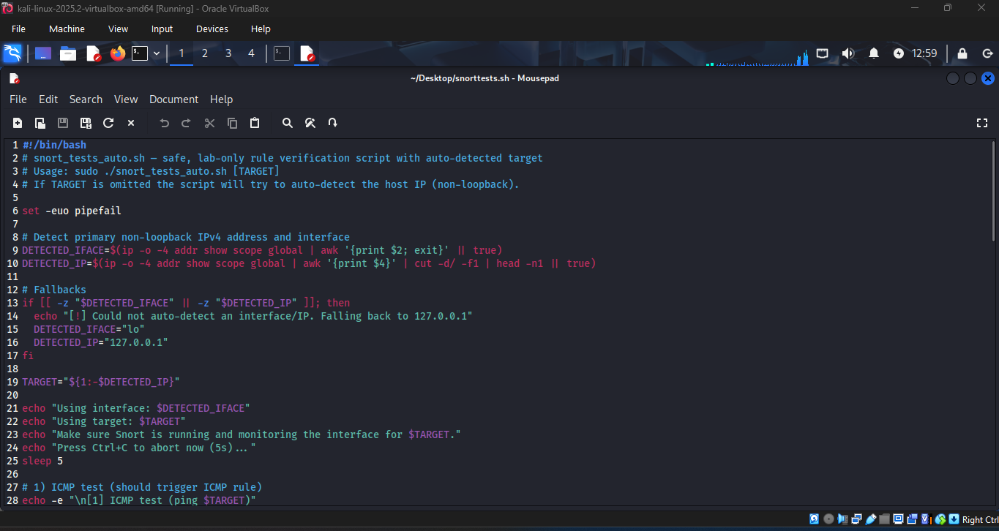 kali-linux-2025.2-virtualbox-amd64 [Running] - Oracle VirtualBox
File Machine View Input Devices Help
1 2 3 4 12:59
~/Desktop/snorttests.sh - Mousepad
File Edit Search View Document Help
1 #!/bin/bash
2 # snort_tests_auto.sh — safe, lab-only rule verification script with auto-detected target
3 # Usage: sudo ./snort_tests_auto.sh [TARGET]
4 # If TARGET is omitted the script will try to auto-detect the host IP (non-loopback).
5
6 set -euo pipefail
7
8 # Detect primary non-loopback IPv4 address and interface
9 DETECTED_IFACE=$(ip -o -4 addr show scope global | awk '{print $2; exit}' || true)
10 DETECTED_IP=$(ip -o -4 addr show scope global | awk '{print $4}' | cut -d/ -f1 | head -n1 || true)
11
12 # Fallbacks
13 if [[ -z "$DETECTED_IFACE" || -z "$DETECTED_IP" ]]; then
14   echo "[!] Could not auto-detect an interface/IP. Falling back to 127.0.0.1"
15   DETECTED_IFACE="lo"
16   DETECTED_IP="127.0.0.1"
17 fi
18
19 TARGET="${1:-$DETECTED_IP}"
20
21 echo "Using interface: $DETECTED_IFACE"
22 echo "Using target: $TARGET"
23 echo "Make sure Snort is running and monitoring the interface for $TARGET."
24 echo "Press Ctrl+C to abort now (5s)..."
25 sleep 5
26
27 # 1) ICMP test (should trigger ICMP rule)
28 echo -e "\n[1] ICMP test (ping $TARGET)"
Right Ctrl